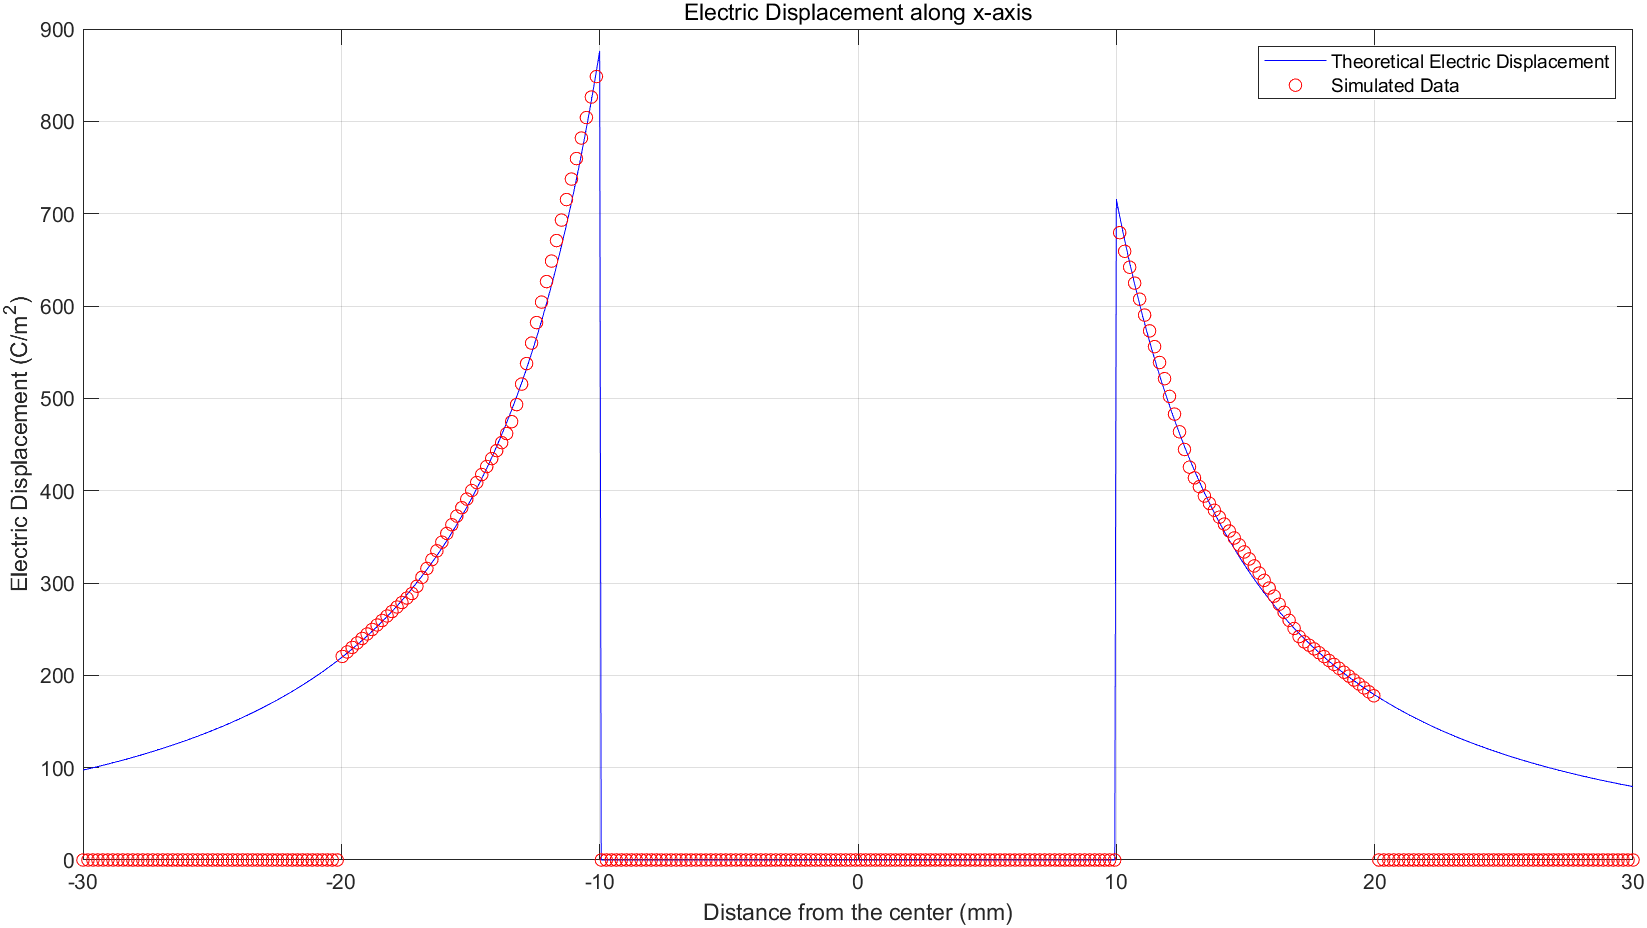 Electric Displacement along x-axis
Theoretical Electric Displacement
Simulated Data
900
800
700
600
500
400
300
200
100
0
Electric Displacement (C/m²)
-30 -20 -10 0 10 20 30
Distance from the center (mm)